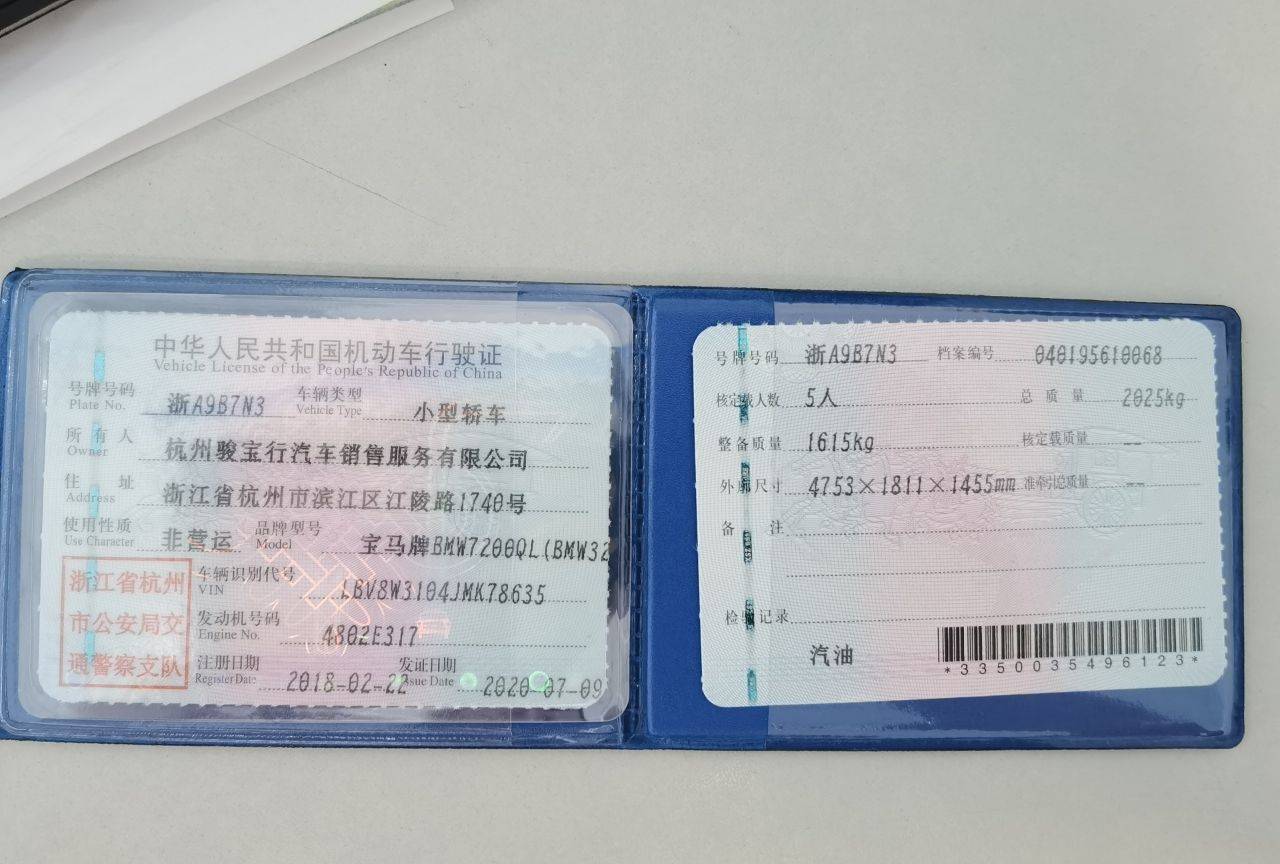 中华人民共和国机动车行驶证
Vehicle License of the People's Republic of China
号牌号码 浙A9B7N3 车辆类型 小型轿车
Plate No. Vehicle Type
所有人 杭州骏宝行汽车销售服务有限公司
Owner
住址 浙江省杭州市滨江区江陵路1740号
Address
使用性质 非营运 品牌型号 宝马牌BMW7200QL(BMW32
Use Character Model
浙江省杭州
市公安局交
通警察支队
车辆识别代号 LBV8W3104JMK78635
VIN
发动机号码 4802E317
Engine No.
注册日期 2018-02-22 发证日期 2020-07-09
Register Date Issue Date
号牌号码 浙A9B7N3 档案编号 040195610068
核定载人数 5人 总质量 2025kg
整备质量 1615kg 核定载质量 --
外廓尺寸 4753×1811×1455mm 准牵引总质量 --
备注
检验记录
汽油
*3350035496123*